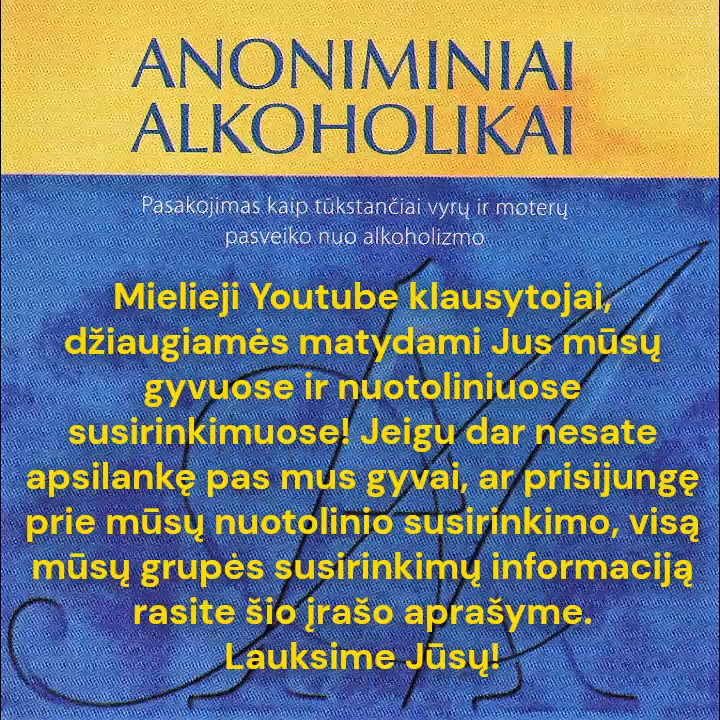 ANONIMINIAI
ALKOHOLIKAI
Pasakojimas kaip tūkstančiai vyrų ir moterų
pasveiko nuo alkoholizmo
Mielieji Youtube klausytojai,
džiaugiamės matydami Jus mūsų
gyvuose ir nuotoliniuose
susirinkimuose! Jeigu dar nesate
apsilankę pas mus gyvai, ar prisijungę
prie mūsų nuotolinio susirinkimo, visą
mūsų grupės susirinkimų informaciją
rasite šio įrašo aprašyme.
Lauksime Jūsų!